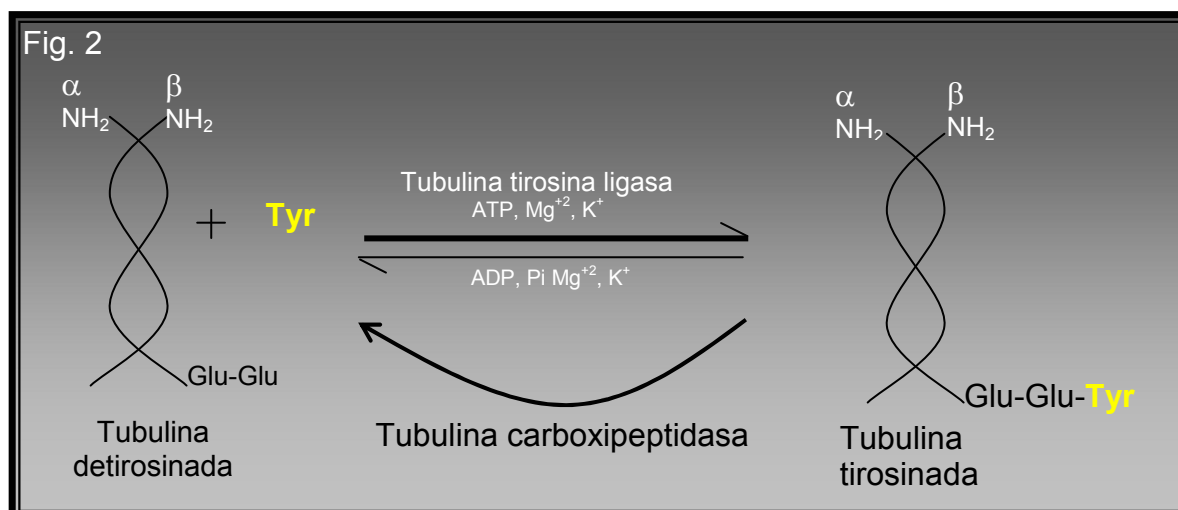 Fig. 2
α β
NH₂ NH₂
+ Tyr
Glu-Glu
Tubulina
detirosinada
Tubulina tirosina ligasa
ATP, Mg⁺², K⁺
ADP, Pi Mg⁺², K⁺
Tubulina carboxipeptidasa
α β
NH₂ NH₂
Glu-Glu-Tyr
Tubulina
tirosinada